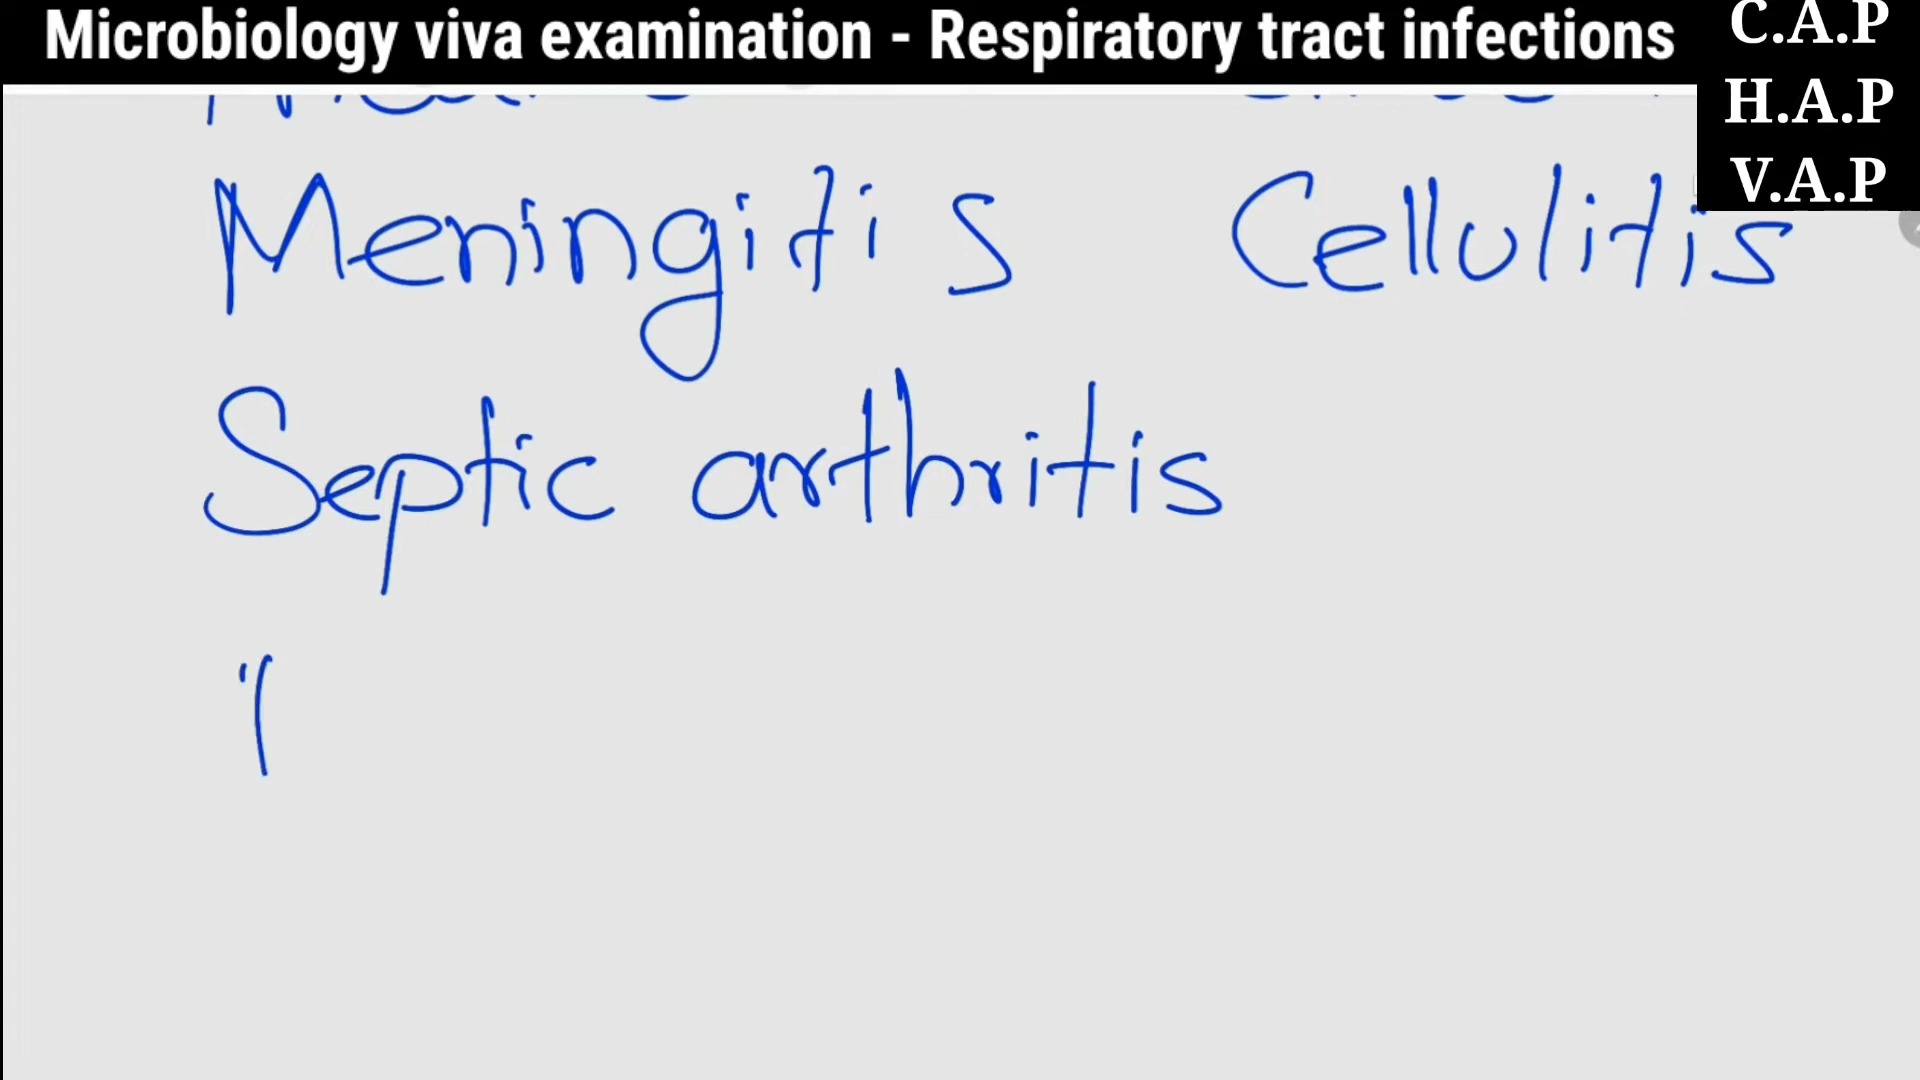 Microbiology viva examination - Respiratory tract infections
C.A.P
H.A.P
V.A.P
Meningitis Cellulitis
Septic arthritis